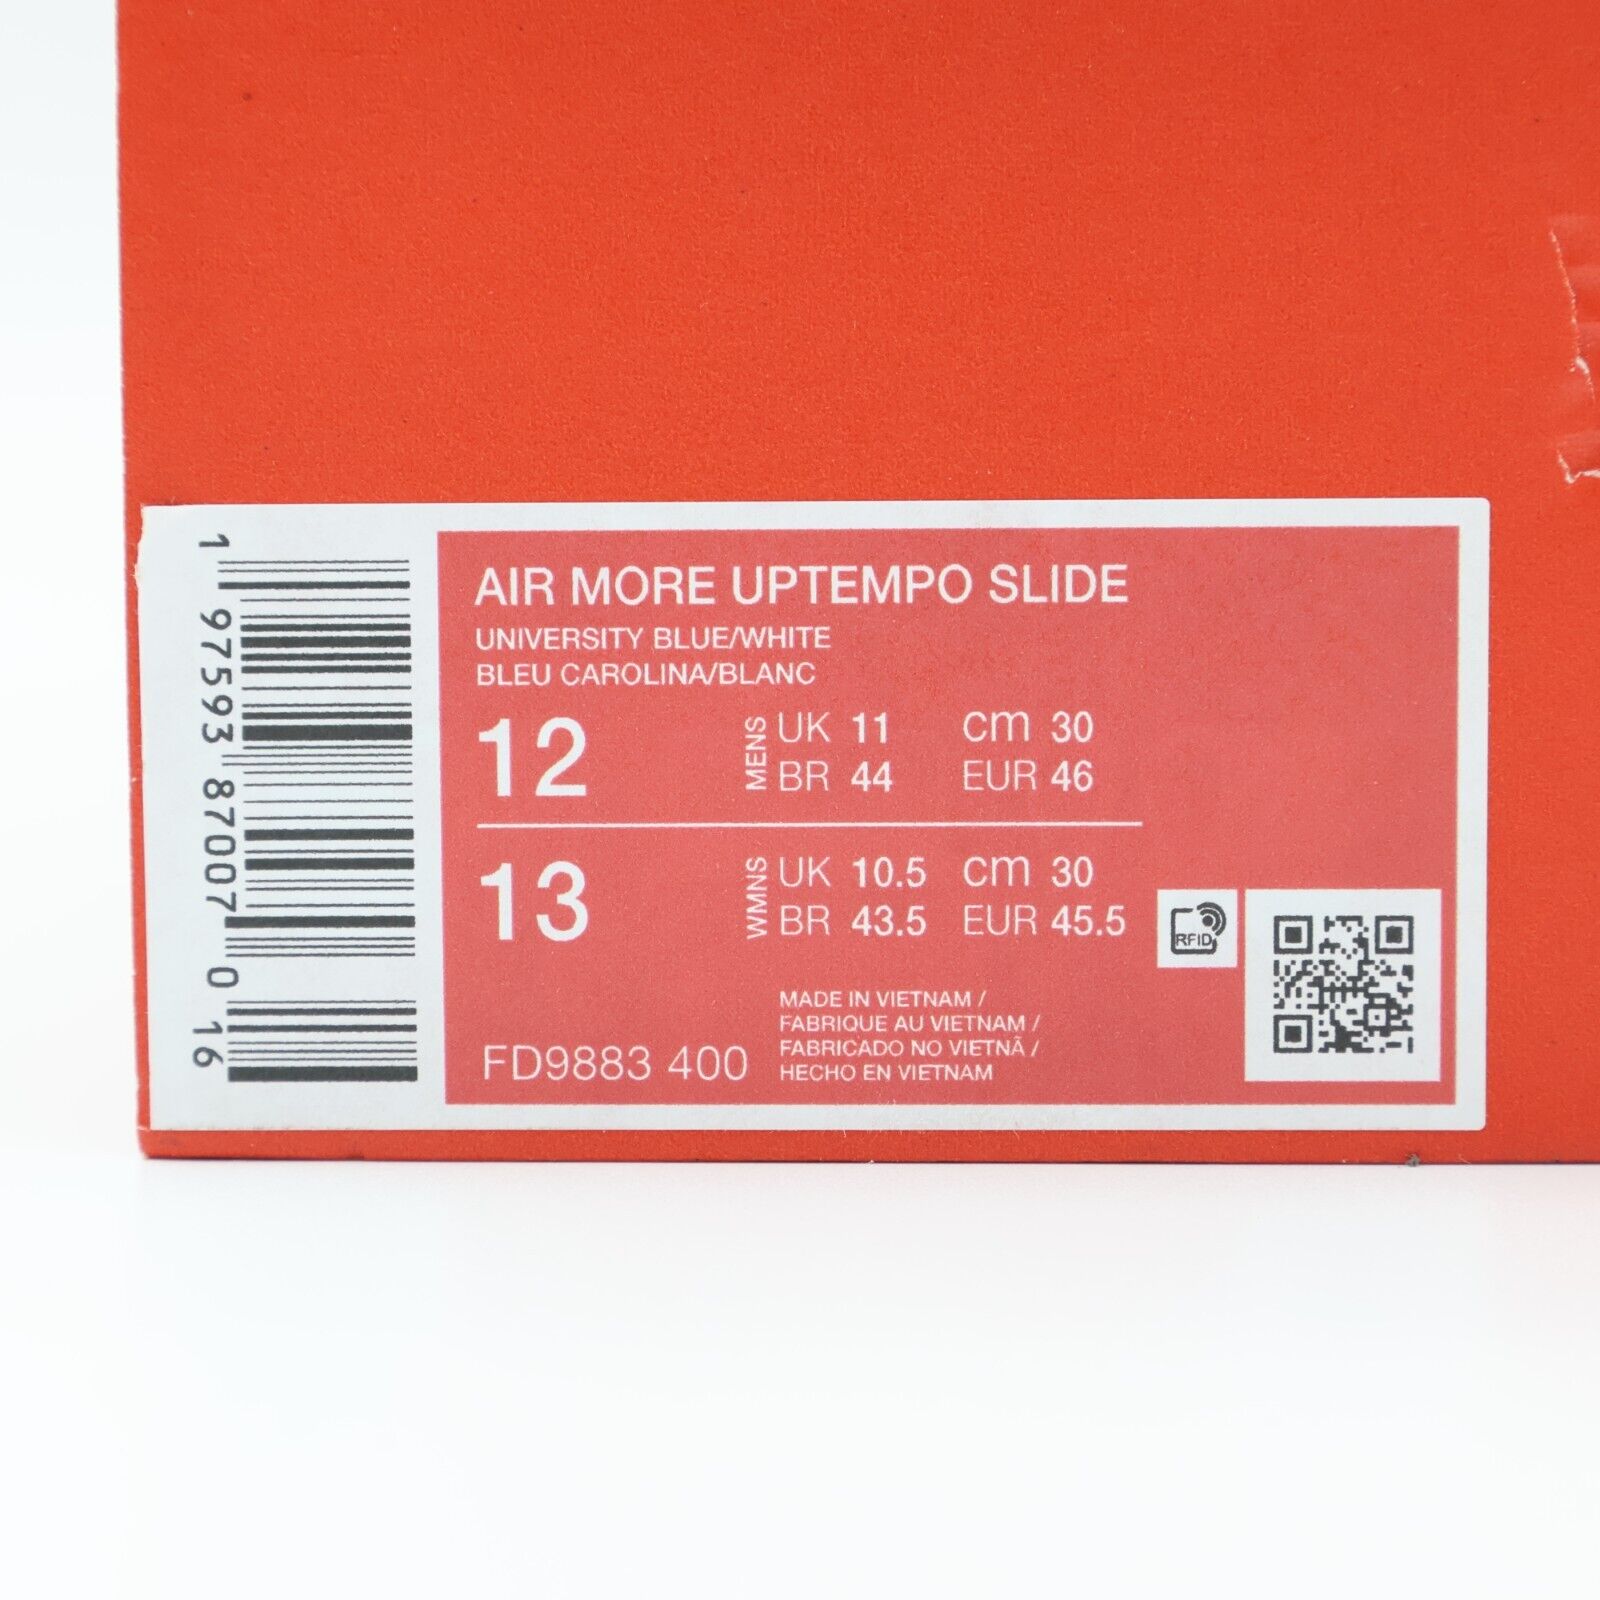 1 97593 87007 0 16
AIR MORE UPTEMPO SLIDE
UNIVERSITY BLUE/WHITE
BLEU CAROLINA/BLANC
12 MENS UK 11 CM 30
BR 44 EUR 46
13 WMNS UK 10.5 CM 30
BR 43.5 EUR 45.5
RFID
FD9883 400
MADE IN VIETNAM /
FABRIQUE AU VIETNAM /
FABRICADO NO VIETNÃ /
HECHO EN VIETNAM